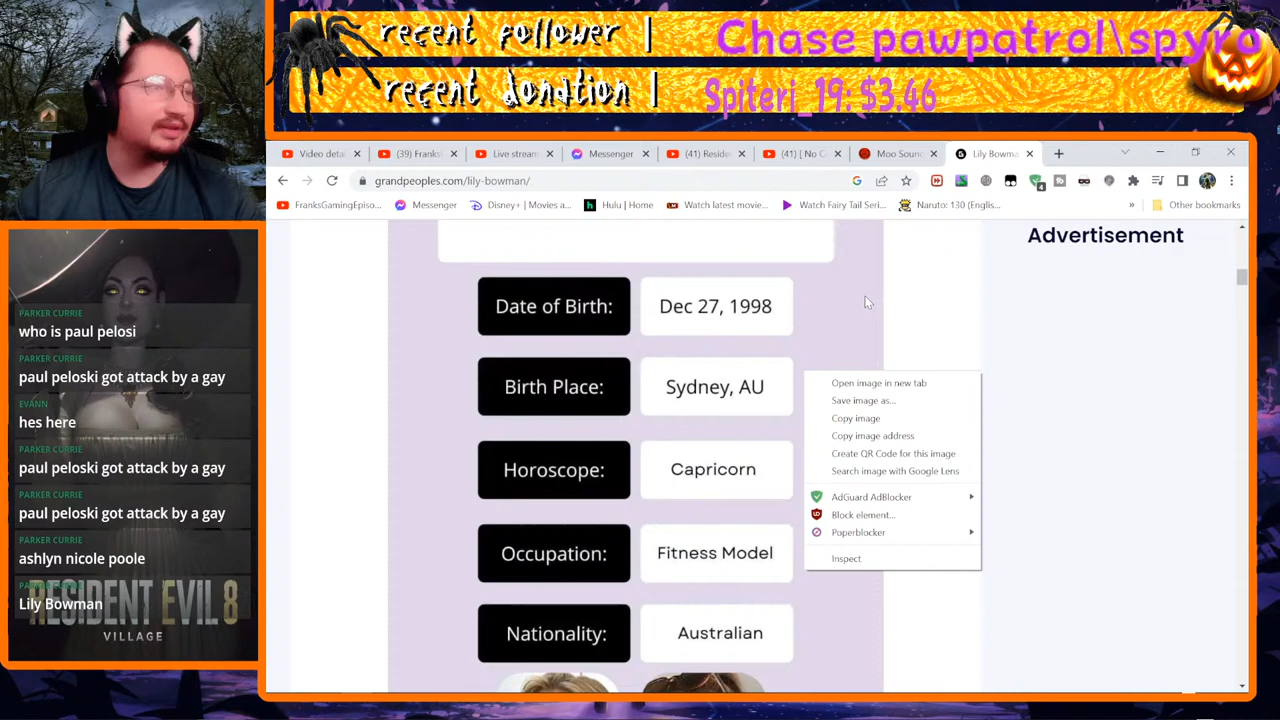 recent follower |
Chase pawpatrol\spyro
recent donation |
Spiteri_19: $3.46
Video detai
(39) Franks
Live stream
Messenger
(41) Reside
(41) [ No C
Moo Soun
Lily Bowma
grandpeoples.com/lily-bowman/
4
FranksGamingEpiso...
Messenger
Disney+ | Movies a...
Hulu | Home
Watch latest movie...
Watch Fairy Tail Seri...
Naruto: 130 (Englis...
»
Other bookmarks
Advertisement
Date of Birth:
Dec 27, 1998
Birth Place:
Sydney, AU
Horoscope:
Capricorn
Occupation:
Fitness Model
Nationality:
Australian
Open image in new tab
Save image as...
Copy image
Copy image address
Create QR Code for this image
Search image with Google Lens
AdGuard AdBlocker
Block element...
Poperblocker
Inspect
PARKER CURRIE
who is paul pelosi
PARKER CURRIE
paul peloski got attack by a gay
EVANN
hes here
PARKER CURRIE
paul peloski got attack by a gay
PARKER CURRIE
paul peloski got attack by a gay
PARKER CURRIE
ashlyn nicole poole
Lily Bowman
RESIDENT EVIL 8
VILLAGE